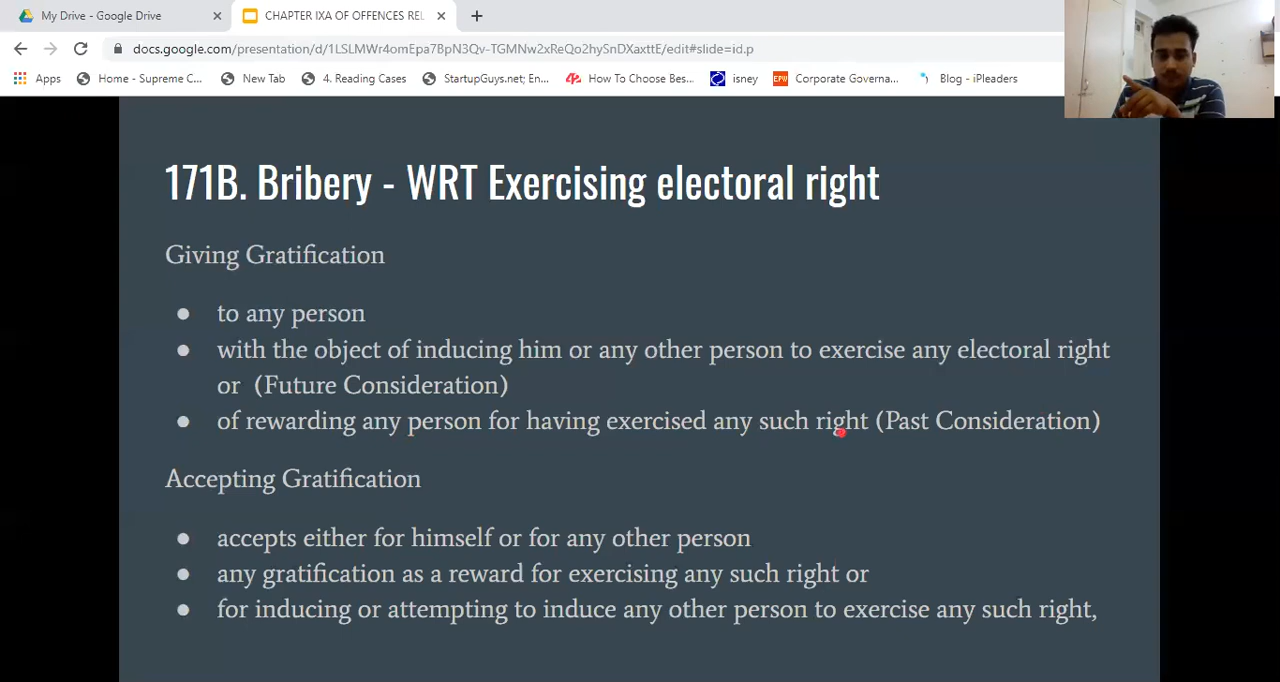 My Drive - Google Drive
CHAPTER IXA OF OFFENCES REL
docs.google.com/presentation/d/1LSLMWr4omEpa7BpN3Qv-TGMNw2xReQo2hySnDXaxttE/edit#slide=id.p
Apps Home - Supreme C... New Tab 4. Reading Cases StartupGuys.net; En... How To Choose Bes... isney EPW Corporate Governa... Blog - iPleaders
171B. Bribery - WRT Exercising electoral right
Giving Gratification
● to any person
● with the object of inducing him or any other person to exercise any electoral right
or (Future Consideration)
● of rewarding any person for having exercised any such right (Past Consideration)
Accepting Gratification
● accepts either for himself or for any other person
● any gratification as a reward for exercising any such right or
● for inducing or attempting to induce any other person to exercise any such right,